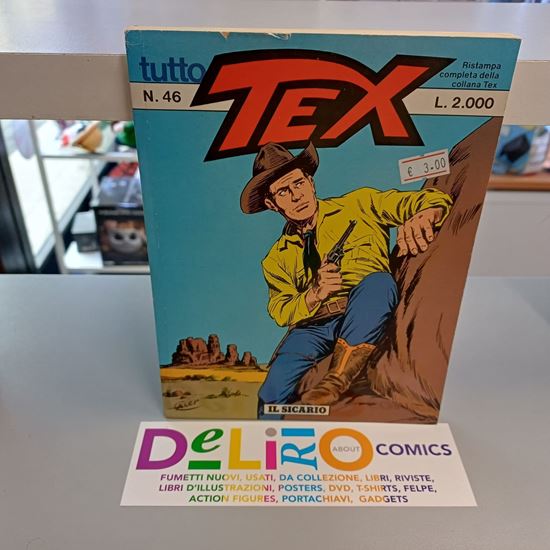 tutto
TEX
N. 46
Ristampa
completa della
collana Tex
L. 2.000
€ 3.00
IL SICARIO
DeLiRiO ABOUT COMICS
FUMETTI NUOVI, USATI, DA COLLEZIONE, LIBRI, RIVISTE,
LIBRI D'ILLUSTRAZIONI, POSTERS, DVD, T-SHIRTS, FELPE,
ACTION FIGURES, PORTACHIAVI, GADGETS